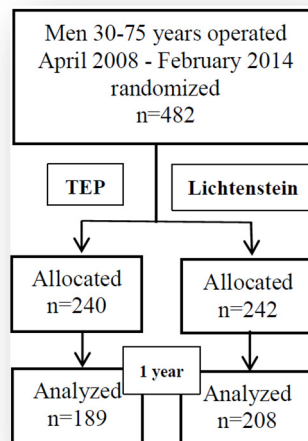 Men 30-75 years operated
April 2008 - February 2014
randomized
n=482
TEP
Lichtenstein
Allocated
n=240
Allocated
n=242
1 year
Analyzed
n=189
Analyzed
n=208